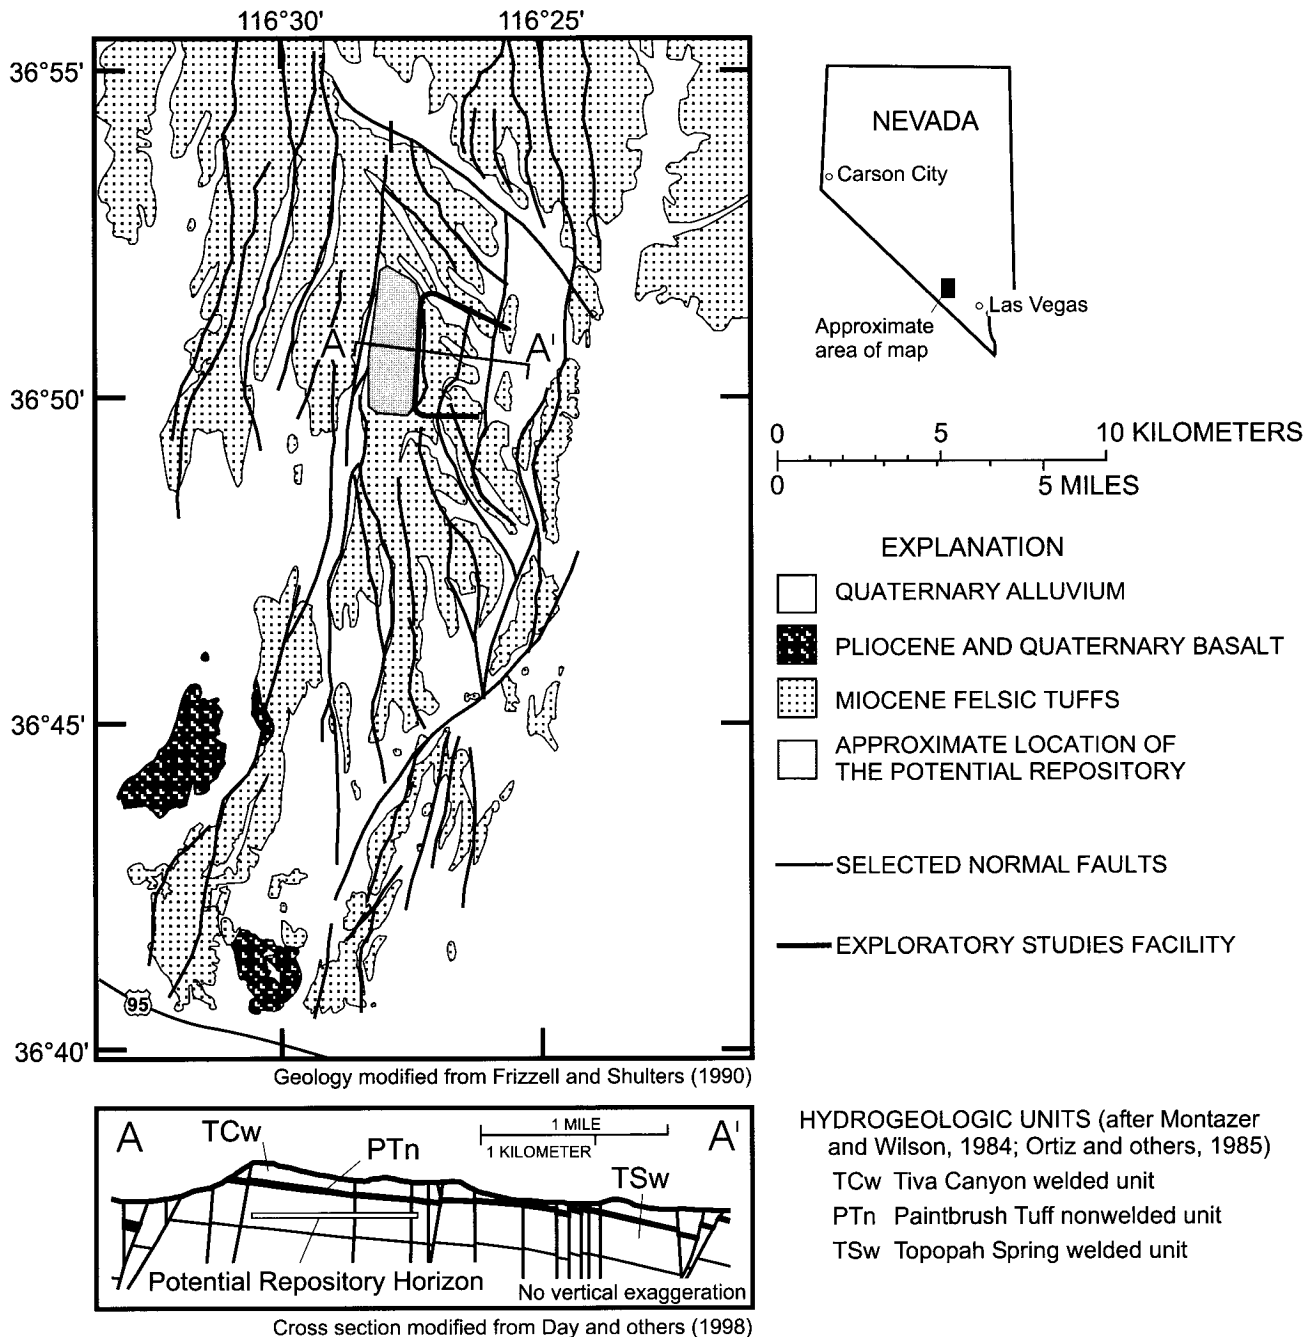 116°30' 116°25'
36°55'
36°50'
36°45'
36°40'
A A'
95
Geology modified from Frizzell and Shulters (1990)
NEVADA
Carson City
Las Vegas
Approximate
area of map
0 5 10 KILOMETERS
0 5 MILES
EXPLANATION
QUATERNARY ALLUVIUM
PLIOCENE AND QUATERNARY BASALT
MIOCENE FELSIC TUFFS
APPROXIMATE LOCATION OF
THE POTENTIAL REPOSITORY
SELECTED NORMAL FAULTS
EXPLORATORY STUDIES FACILITY
A A'
TCw
PTn
TSw
1 MILE
1 KILOMETER
Potential Repository Horizon
No vertical exaggeration
Cross section modified from Day and others (1998)
HYDROGEOLOGIC UNITS (after Montazer
and Wilson, 1984; Ortiz and others, 1985)
TCw Tiva Canyon welded unit
PTn Paintbrush Tuff nonwelded unit
TSw Topopah Spring welded unit